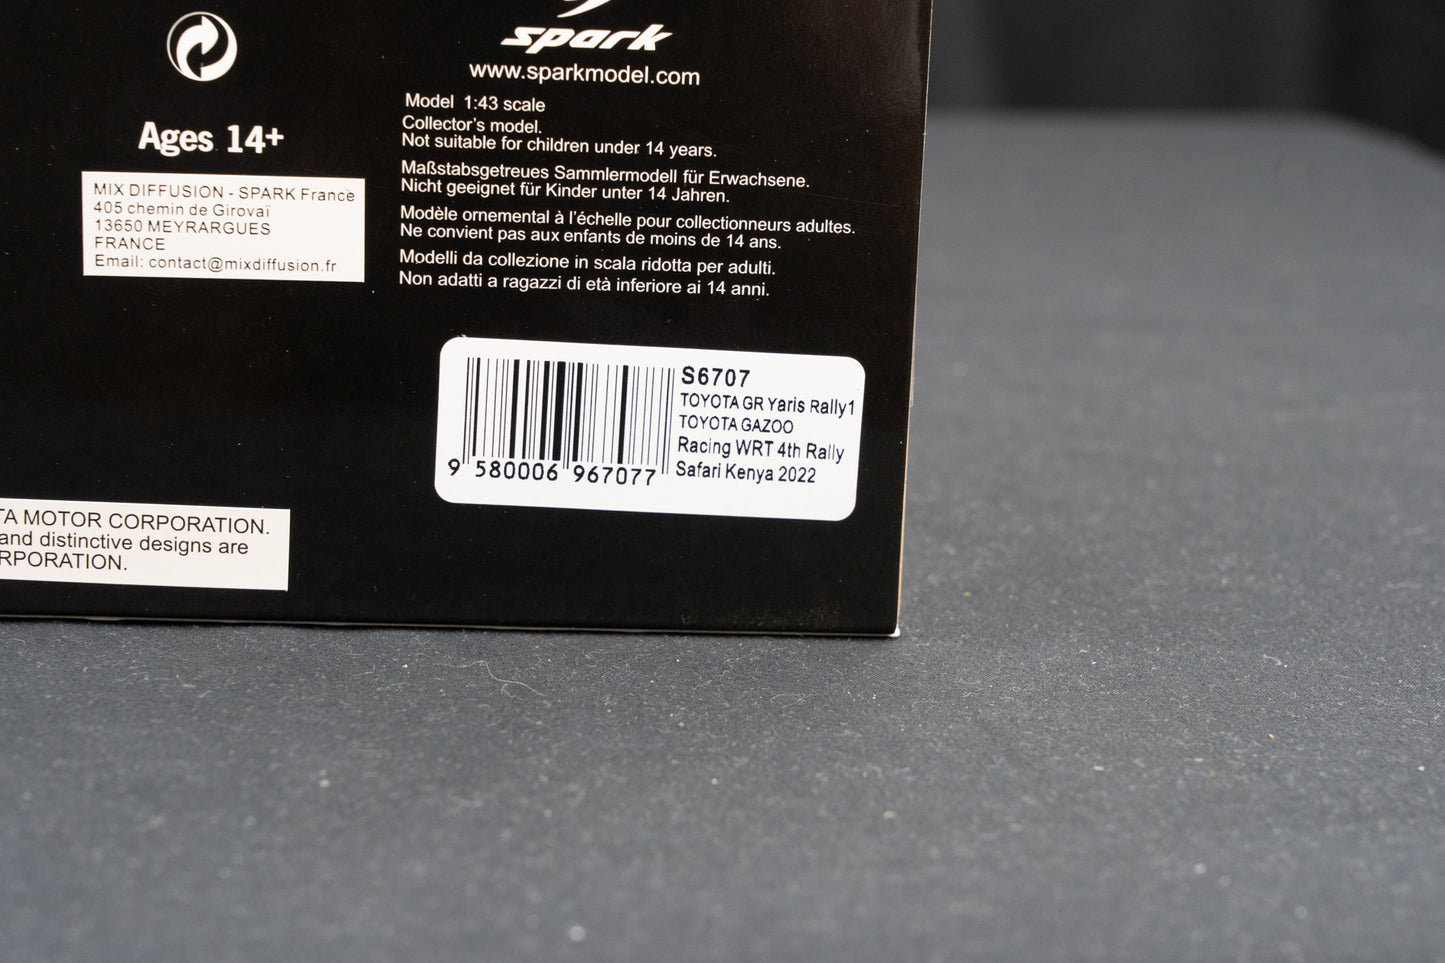 spark
www.sparkmodel.com
Model 1:43 scale
Collector's model.
Not suitable for children under 14 years.
Maßstabsgetreues Sammlermodell für Erwachsene.
Nicht geeignet für Kinder unter 14 Jahren.
Modèle ornemental à l'échelle pour collectionneurs adultes.
Ne convient pas aux enfants de moins de 14 ans.
Modelli da collezione in scala ridotta per adulti.
Non adatti a ragazzi di età inferiore ai 14 anni.
Ages 14+
MIX DIFFUSION - SPARK France
405 chemin de Girovaï
13650 MEYRARGUES
FRANCE
Email: contact@mixdiffusion.fr
S6707
TOYOTA GR Yaris Rally1
TOYOTA GAZOO
Racing WRT 4th Rally
Safari Kenya 2022
9 580006 967077
TA MOTOR CORPORATION.
and distinctive designs are
RPORATION.